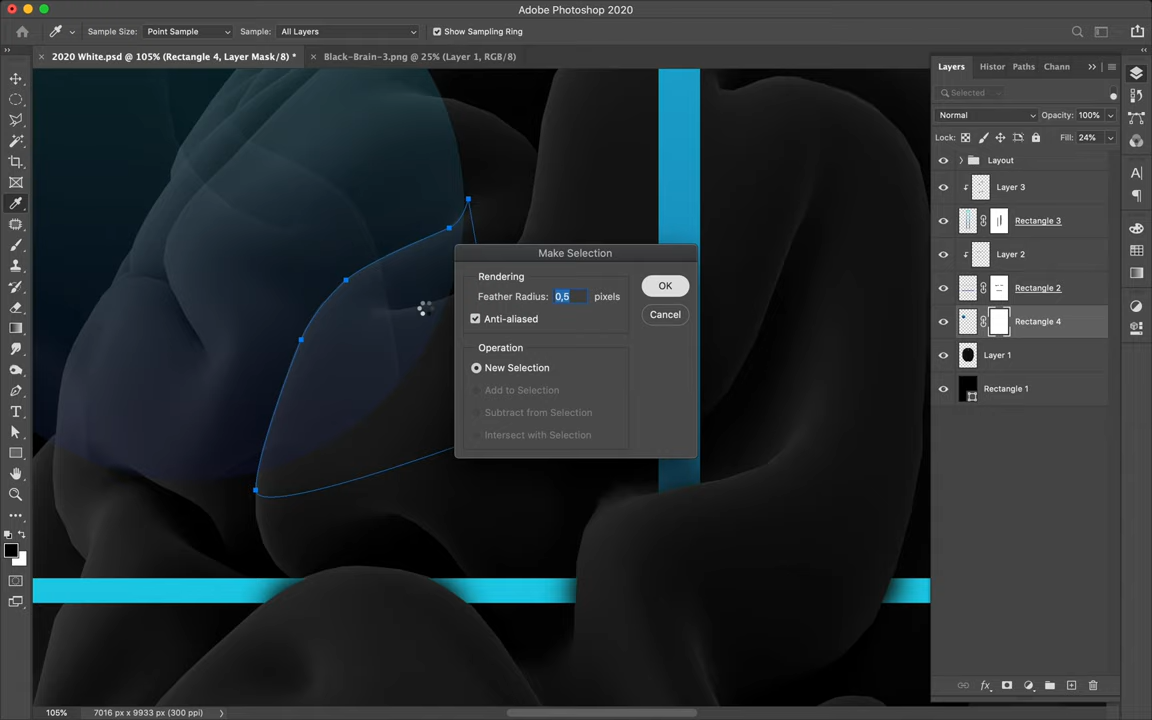 Adobe Photoshop 2020
Sample Size: Point Sample Sample: All Layers Show Sampling Ring
2020 White.psd @ 105% (Rectangle 4, Layer Mask/8) * Black-Brain-3.png @ 25% (Layer 1, RGB/8)
Layers Histor Paths Chann
Selected
Normal Opacity: 100%
Lock: Fill: 24%
Layout
Layer 3
Rectangle 3
Layer 2
Rectangle 2
Rectangle 4
Layer 1
Rectangle 1
Make Selection
Rendering
Feather Radius: 0,5 pixels
Anti-aliased
OK
Cancel
Operation
New Selection
Add to Selection
Subtract from Selection
Intersect with Selection
105% 7016 px x 9933 px (300 ppi)